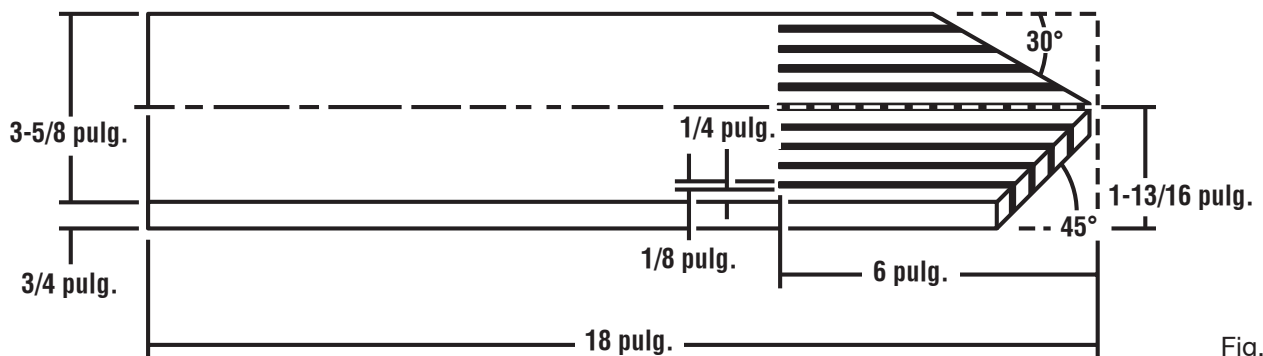 30°
3-5/8 pulg.
1/4 pulg.
1-13/16 pulg.
45°
1/8 pulg.
6 pulg.
3/4 pulg.
18 pulg.
Fig.